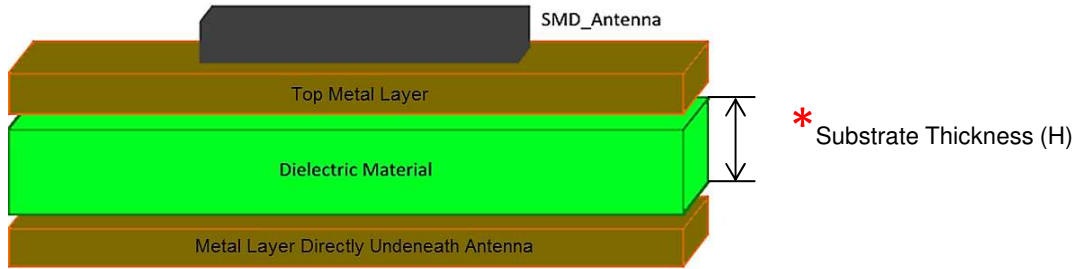 SMD_Antenna
Top Metal Layer
* Substrate Thickness (H)
Dielectric Material
Metal Layer Directly Undeneath Antenna